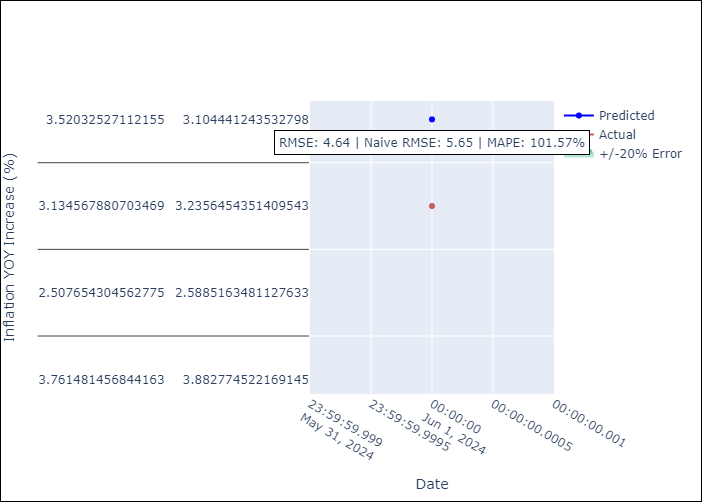 3.52032527112155 3.104441243532798
Predicted
RMSE: 4.64 | Naive RMSE: 5.65 | MAPE: 101.57%
Actual
+/-20% Error
Inflation YOY Increase (%)
3.134567880703469 3.2356454351409543
2.507654304562775 2.5885163481127633
3.761481456844163 3.882774522169145
23:59:59.999
May 31, 2024
23:59:59.9995
00:00:00
Jun 1, 2024
00:00:00.0005
00:00:00.001
Date